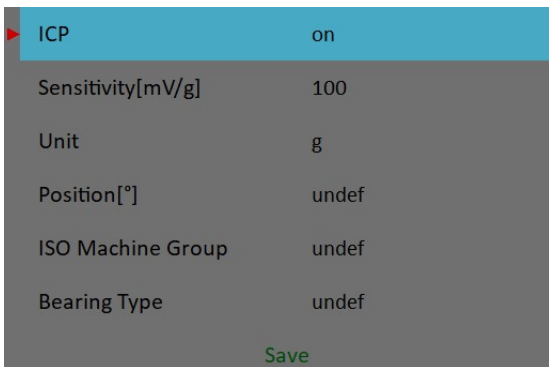 ICP on
Sensitivity[mV/g] 100
Unit g
Position[°] undef
ISO Machine Group undef
Bearing Type undef
Save